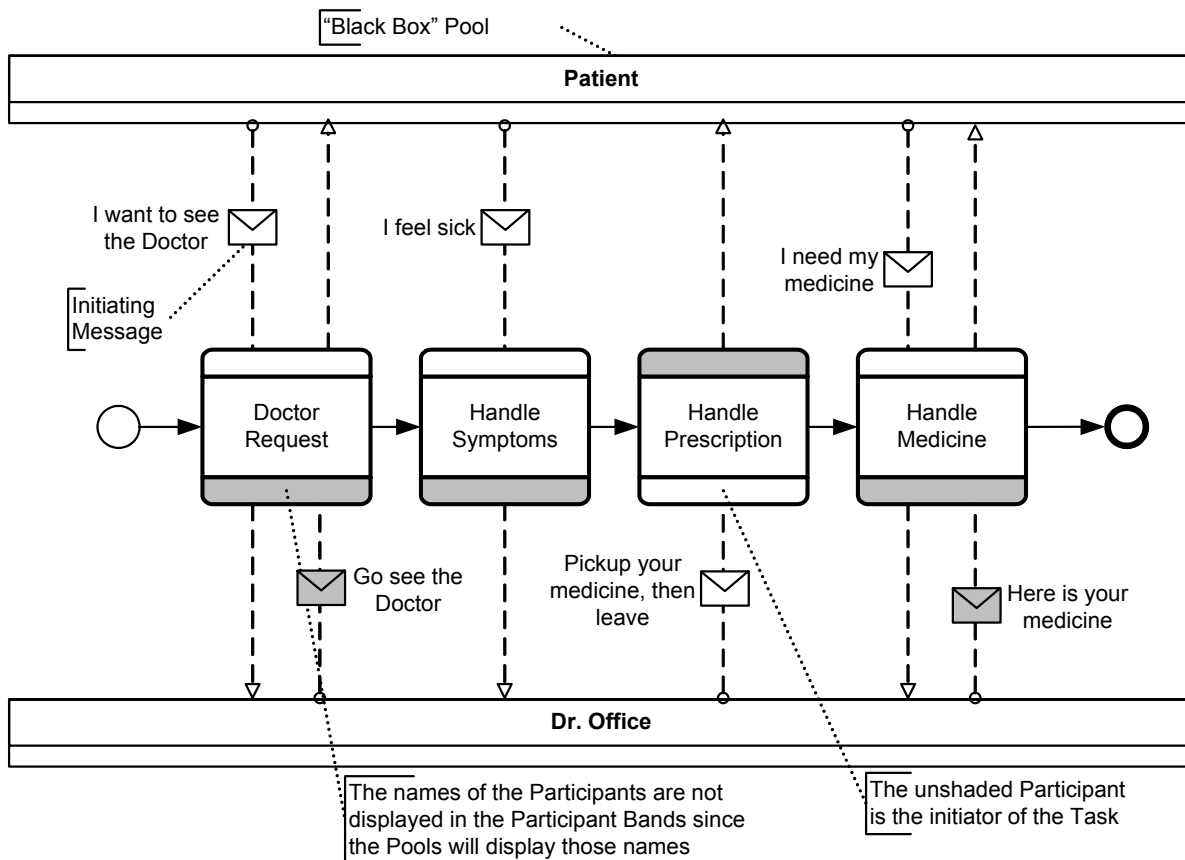 “Black Box” Pool
Patient
I want to see
the Doctor
I feel sick
I need my
medicine
Initiating
Message
Doctor
Request
Handle
Symptoms
Handle
Prescription
Handle
Medicine
Go see the
Doctor
Pickup your
medicine, then
leave
Here is your
medicine
Dr. Office
The names of the Participants are not
displayed in the Participant Bands since
the Pools will display those names
The unshaded Participant
is the initiator of the Task